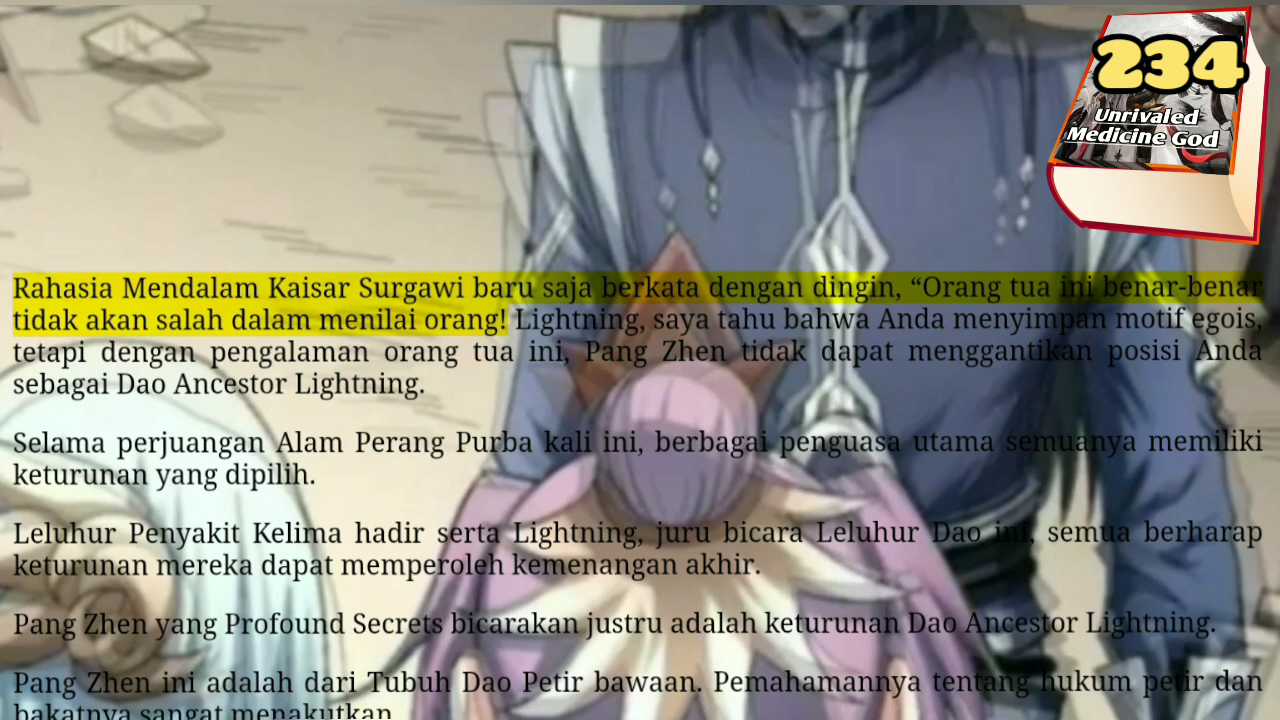 234
Unrivaled
Medicine God
Rahasia Mendalam Kaisar Surgawi baru saja berkata dengan dingin, “Orang tua ini benar-benar
tidak akan salah dalam menilai orang! Lightning, saya tahu bahwa Anda menyimpan motif egois,
tetapi dengan pengalaman orang tua ini, Pang Zhen tidak dapat menggantikan posisi Anda
sebagai Dao Ancestor Lightning.
Selama perjuangan Alam Perang Purba kali ini, berbagai penguasa utama semuanya memiliki
keturunan yang dipilih.
Leluhur Penyakit Kelima hadir serta Lightning, juru bicara Leluhur Dao ini, semua berharap
keturunan mereka dapat memperoleh kemenangan akhir.
Pang Zhen yang Profound Secrets bicarakan justru adalah keturunan Dao Ancestor Lightning.
Pang Zhen ini adalah dari Tubuh Dao Petir bawaan. Pemahamannya tentang hukum petir dan
bakatnya sangat menakutkan